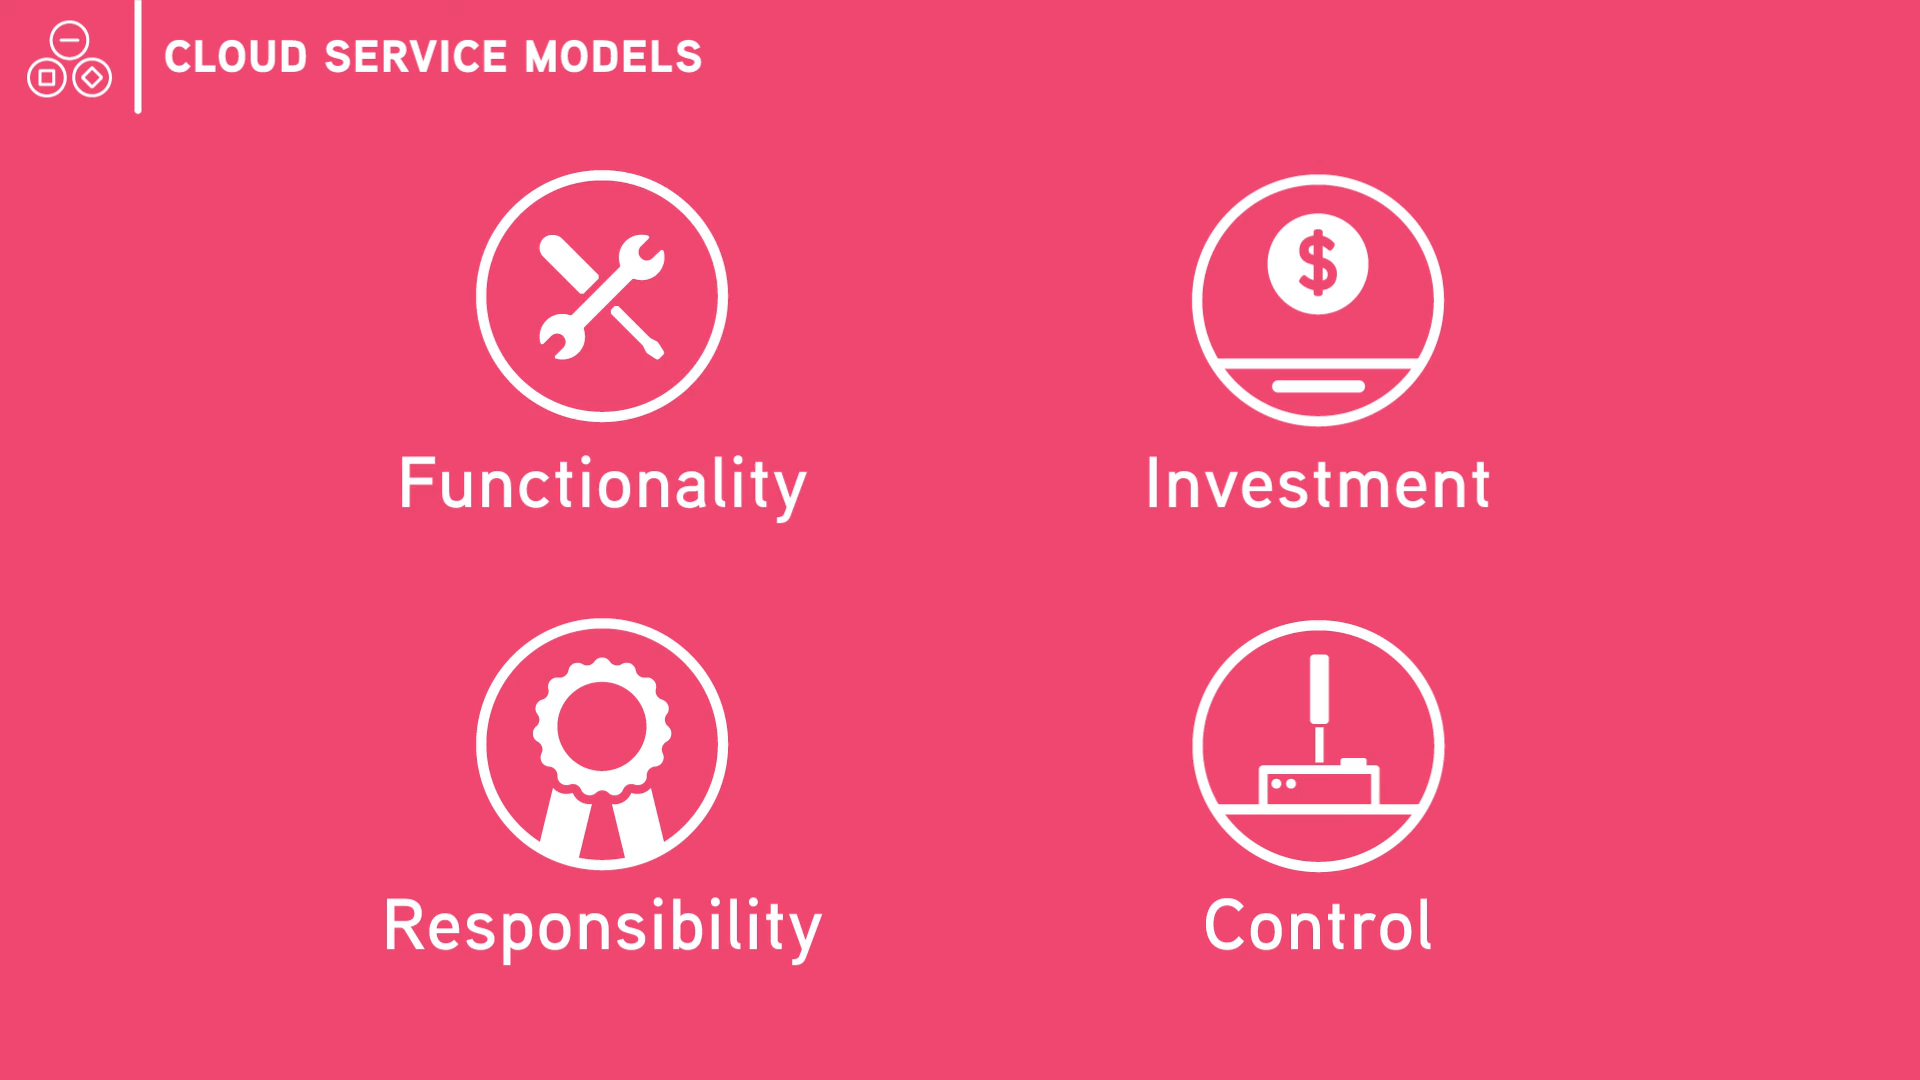 CLOUD SERVICE MODELS
$
Functionality
Investment
Responsibility
Control